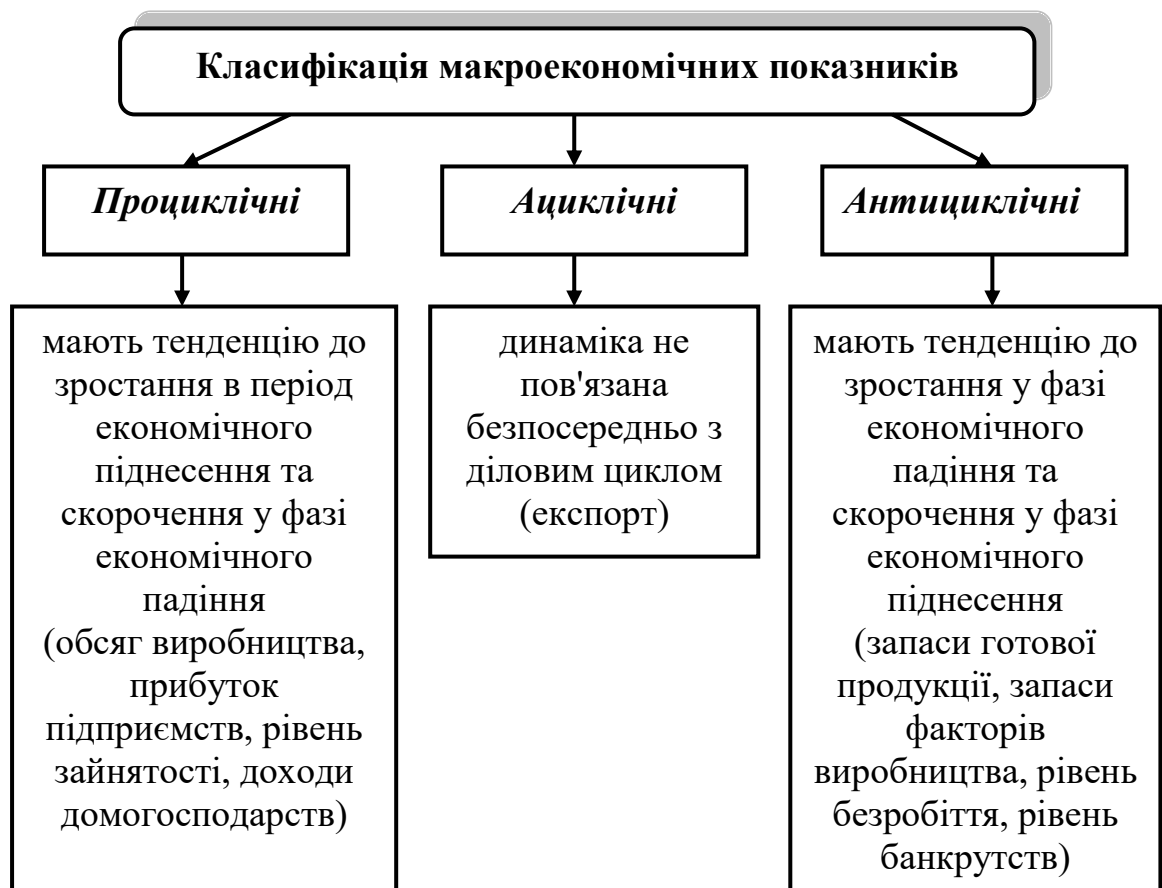 Класифікація макроекономічних показників
Проциклічні
Ациклічні
Антициклічні
мають тенденцію до
зростання в період
економічного
піднесення та
скорочення у фазі
економічного
падіння
(обсяг виробництва,
прибуток
підприємств, рівень
зайнятості, доходи
домогосподарств)
динаміка не
пов'язана
безпосередньо з
діловим циклом
(експорт)
мають тенденцію до
зростання у фазі
економічного
падіння та
скорочення у фазі
економічного
піднесення
(запаси готової
продукції, запаси
факторів
виробництва, рівень
безробіття, рівень
банкрутств)